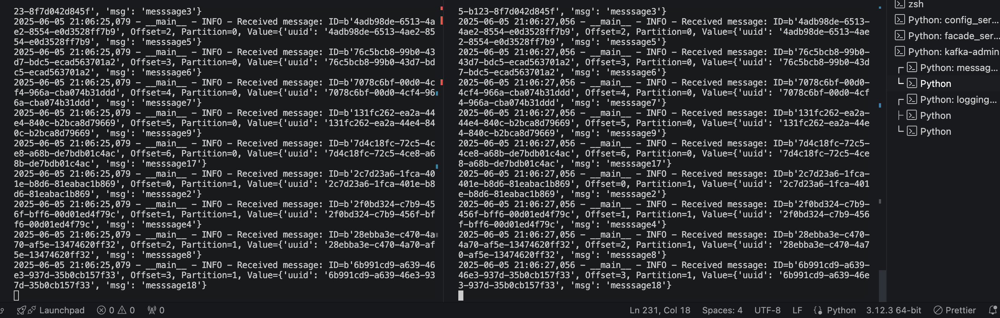 23-8f7d042d845f', 'msg': 'messsage3'}
2025-06-05 21:06:25,079 - __main__ - INFO - Received message: ID=b'4adb98de-6513-4a
e2-8554-e0d3528ff7b9', Offset=2, Partition=0, Value={'uuid': '4adb98de-6513-4ae2-85
54-e0d3528ff7b9', 'msg': 'messsage5'}
2025-06-05 21:06:25,079 - __main__ - INFO - Received message: ID=b'76c5bcb8-99b0-43
d7-bdc5-ecad563701a2', Offset=3, Partition=0, Value={'uuid': '76c5bcb8-99b0-43d7-bd
c5-ecad563701a2', 'msg': 'messsage6'}
2025-06-05 21:06:25,079 - __main__ - INFO - Received message: ID=b'7078c6bf-00d0-4c
f4-966a-cba074b31ddd', Offset=4, Partition=0, Value={'uuid': '7078c6bf-00d0-4cf4-96
6a-cba074b31ddd', 'msg': 'messsage7'}
2025-06-05 21:06:25,079 - __main__ - INFO - Received message: ID=b'131fc262-ea2a-44
e4-840c-b2bca8d79669', Offset=5, Partition=0, Value={'uuid': '131fc262-ea2a-44e4-84
0c-b2bca8d79669', 'msg': 'messsage9'}
2025-06-05 21:06:25,079 - __main__ - INFO - Received message: ID=b'7d4c18fc-72c5-4c
e8-a68b-de7bdb01c4ac', Offset=6, Partition=0, Value={'uuid': '7d4c18fc-72c5-4ce8-a6
8b-de7bdb01c4ac', 'msg': 'messsage17'}
2025-06-05 21:06:25,079 - __main__ - INFO - Received message: ID=b'2c7d23a6-1fca-40
1e-b8d6-81eabac1b869', Offset=0, Partition=1, Value={'uuid': '2c7d23a6-1fca-401e-b8
d6-81eabac1b869', 'msg': 'messsage2'}
2025-06-05 21:06:25,079 - __main__ - INFO - Received message: ID=b'2f0bd324-c7b9-45
6f-bff6-00d01ed4f79c', Offset=1, Partition=1, Value={'uuid': '2f0bd324-c7b9-456f-bf
f6-00d01ed4f79c', 'msg': 'messsage4'}
2025-06-05 21:06:25,079 - __main__ - INFO - Received message: ID=b'28ebba3e-c470-4a
70-af5e-13474620ff32', Offset=2, Partition=1, Value={'uuid': '28ebba3e-c470-4a70-af
5e-13474620ff32', 'msg': 'messsage8'}
2025-06-05 21:06:25,079 - __main__ - INFO - Received message: ID=b'6b991cd9-a639-46
e3-937d-35b0cb157f33', Offset=3, Partition=1, Value={'uuid': '6b991cd9-a639-46e3-93
7d-35b0cb157f33', 'msg': 'messsage18'}
5-b123-8f7d042d845f', 'msg': 'messsage3'}
2025-06-05 21:06:27,056 - __main__ - INFO - Received message: ID=b'4adb98de-6513-
4ae2-8554-e0d3528ff7b9', Offset=2, Partition=0, Value={'uuid': '4adb98de-6513-4ae
2-8554-e0d3528ff7b9', 'msg': 'messsage5'}
2025-06-05 21:06:27,056 - __main__ - INFO - Received message: ID=b'76c5bcb8-99b0-
43d7-bdc5-ecad563701a2', Offset=3, Partition=0, Value={'uuid': '76c5bcb8-99b0-43d
7-bdc5-ecad563701a2', 'msg': 'messsage6'}
2025-06-05 21:06:27,056 - __main__ - INFO - Received message: ID=b'7078c6bf-00d0-
4cf4-966a-cba074b31ddd', Offset=4, Partition=0, Value={'uuid': '7078c6bf-00d0-4cf
4-966a-cba074b31ddd', 'msg': 'messsage7'}
2025-06-05 21:06:27,056 - __main__ - INFO - Received message: ID=b'131fc262-ea2a-
44e4-840c-b2bca8d79669', Offset=5, Partition=0, Value={'uuid': '131fc262-ea2a-44e
4-840c-b2bca8d79669', 'msg': 'messsage9'}
2025-06-05 21:06:27,056 - __main__ - INFO - Received message: ID=b'7d4c18fc-72c5-
4ce8-a68b-de7bdb01c4ac', Offset=6, Partition=0, Value={'uuid': '7d4c18fc-72c5-4ce
8-a68b-de7bdb01c4ac', 'msg': 'messsage17'}
2025-06-05 21:06:27,056 - __main__ - INFO - Received message: ID=b'2c7d23a6-1fca-
401e-b8d6-81eabac1b869', Offset=0, Partition=1, Value={'uuid': '2c7d23a6-1fca-401
e-b8d6-81eabac1b869', 'msg': 'messsage2'}
2025-06-05 21:06:27,056 - __main__ - INFO - Received message: ID=b'2f0bd324-c7b9-
456f-bff6-00d01ed4f79c', Offset=1, Partition=1, Value={'uuid': '2f0bd324-c7b9-456
f-bff6-00d01ed4f79c', 'msg': 'messsage4'}
2025-06-05 21:06:27,056 - __main__ - INFO - Received message: ID=b'28ebba3e-c470-
4a70-af5e-13474620ff32', Offset=2, Partition=1, Value={'uuid': '28ebba3e-c470-4a7
0-af5e-13474620ff32', 'msg': 'messsage8'}
2025-06-05 21:06:27,056 - __main__ - INFO - Received message: ID=b'6b991cd9-a639-
46e3-937d-35b0cb157f33', Offset=3, Partition=1, Value={'uuid': '6b991cd9-a639-46e
3-937d-35b0cb157f33', 'msg': 'messsage18'}
zsh
Python: config_ser...
Python: facade_ser...
Python: kafka-admin
Python: messag...
Python
Python: logging...
Python
Python
Launchpad 0 0 0 Ln 231, Col 18 Spaces: 4 UTF-8 LF Python 3.12.3 64-bit Prettier